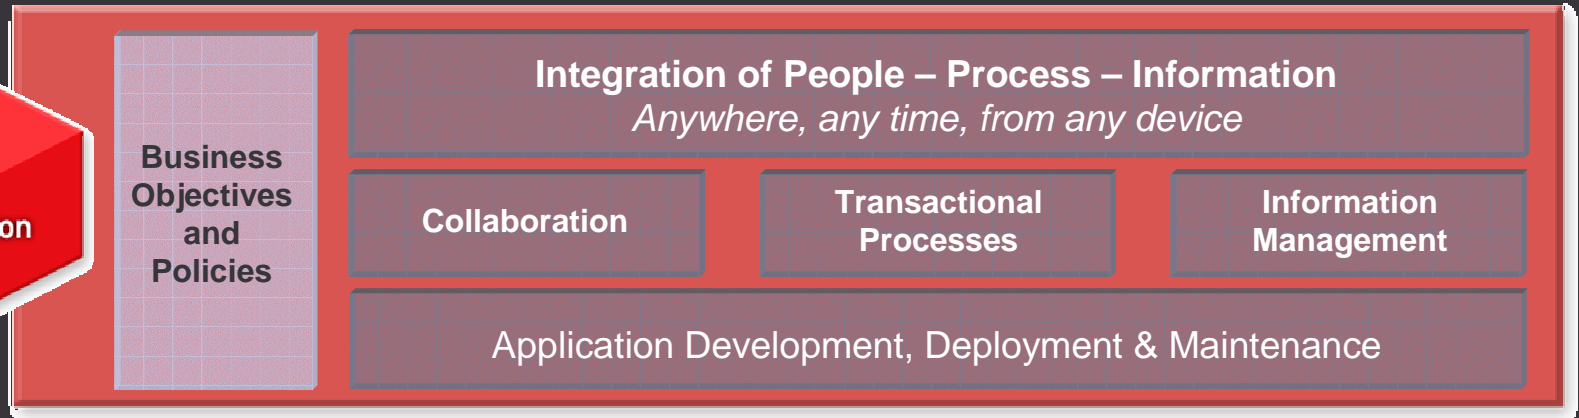 on
Business
Objectives
and
Policies
Integration of People – Process – Information
Anywhere, any time, from any device
Collaboration
Transactional
Processes
Information
Management
Application Development, Deployment & Maintenance